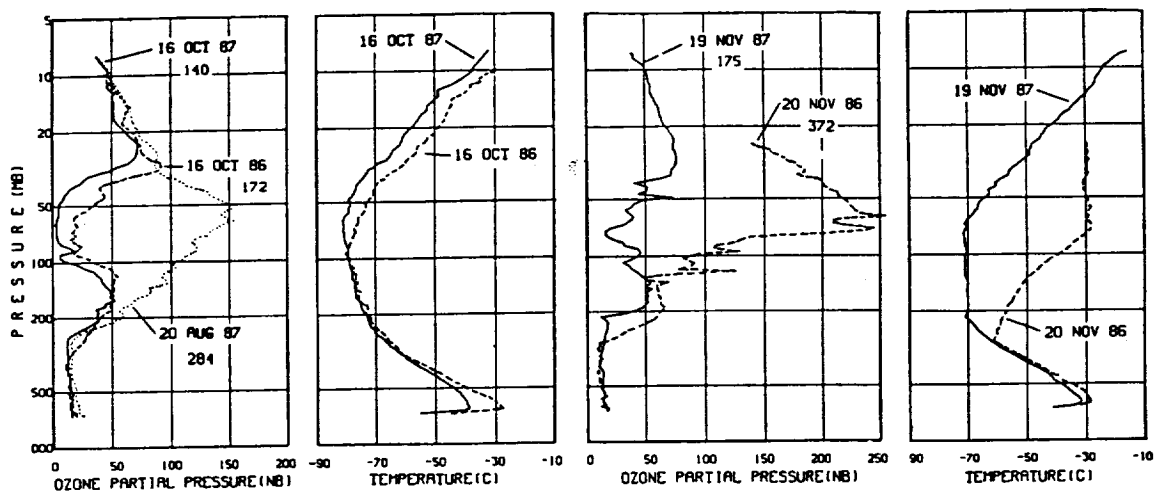 5
10
20
50
100
200
500
000
PRESSURE (MB)
16 OCT 87
140
16 OCT 86
172
20 AUG 87
284
0 50 100 150 200
OZONE PARTIAL PRESSURE(NB)
16 OCT 87
16 OCT 86
-90 -70 -50 -30 -10
TEMPERATURE(C)
19 NOV 87
175
20 NOV 86
372
0 50 100 150 200 250
OZONE PARTIAL PRESSURE(NB)
19 NOV 87
20 NOV 86
90 -70 -50 -30 -10
TEMPERATURE(C)